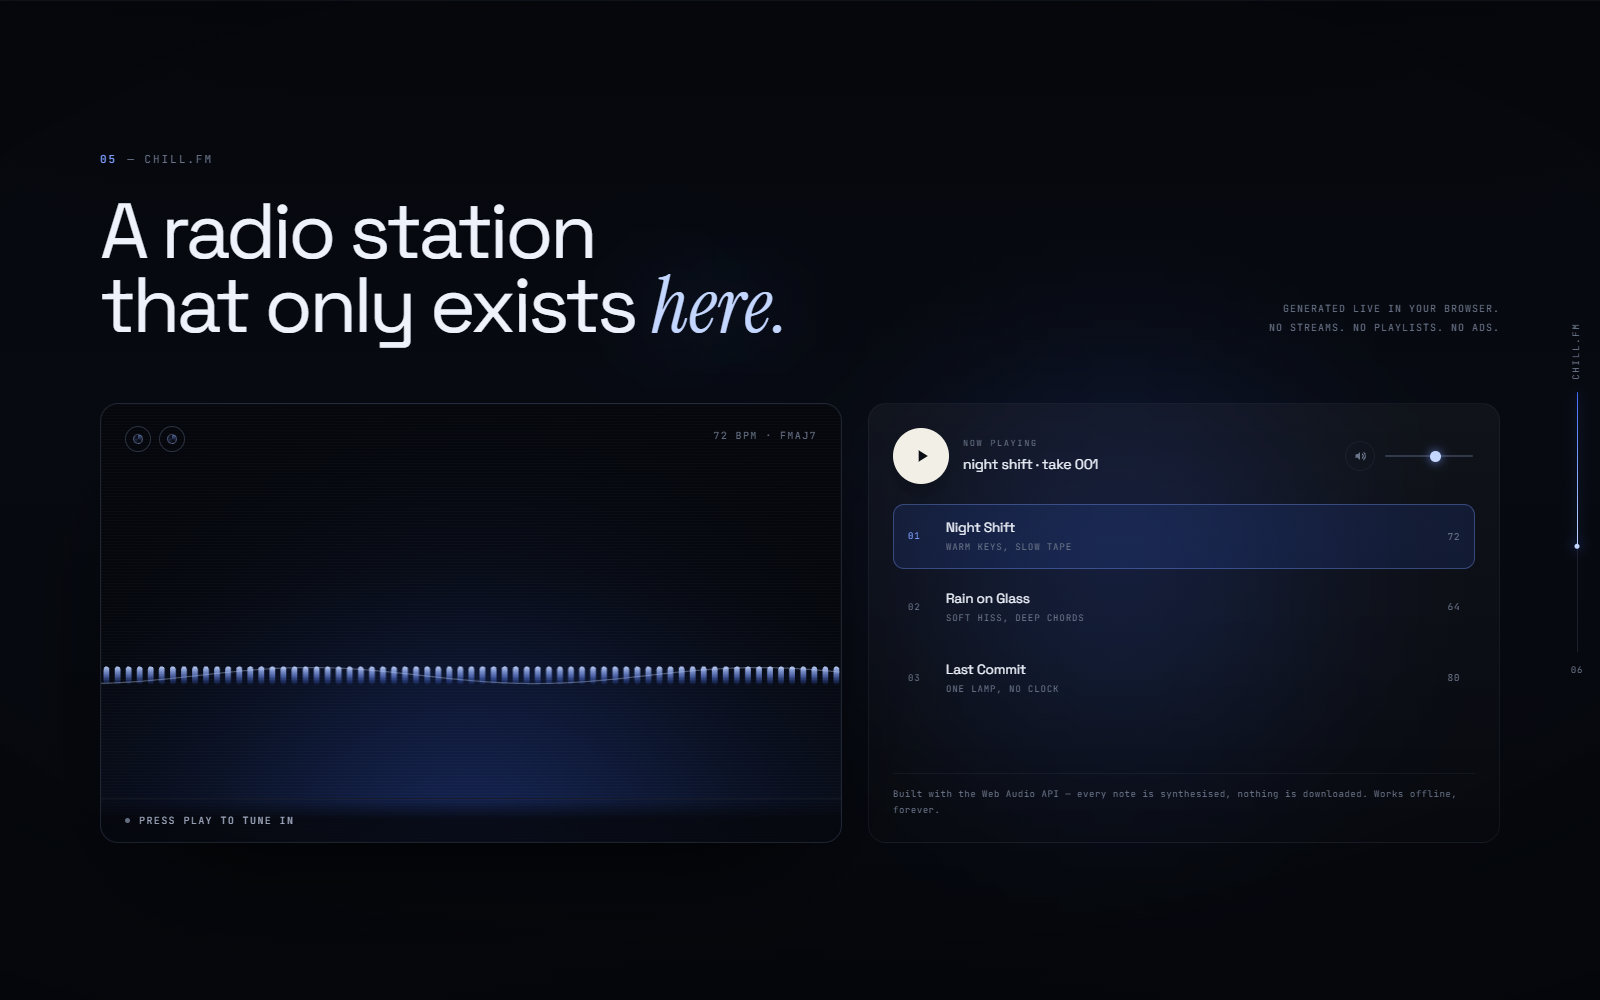 05 — CHILL.FM
A radio station
that only exists here.
GENERATED LIVE IN YOUR BROWSER.
NO STREAMS. NO PLAYLISTS. NO ADS.
CHILL.FM
06
72 BPM · FMAJ7
PRESS PLAY TO TUNE IN
NOW PLAYING
night shift · take 001
01
Night Shift
WARM KEYS, SLOW TAPE
72
02
Rain on Glass
SOFT HISS, DEEP CHORDS
64
03
Last Commit
ONE LAMP, NO CLOCK
80
Built with the Web Audio API — every note is synthesised, nothing is downloaded. Works offline,
forever.